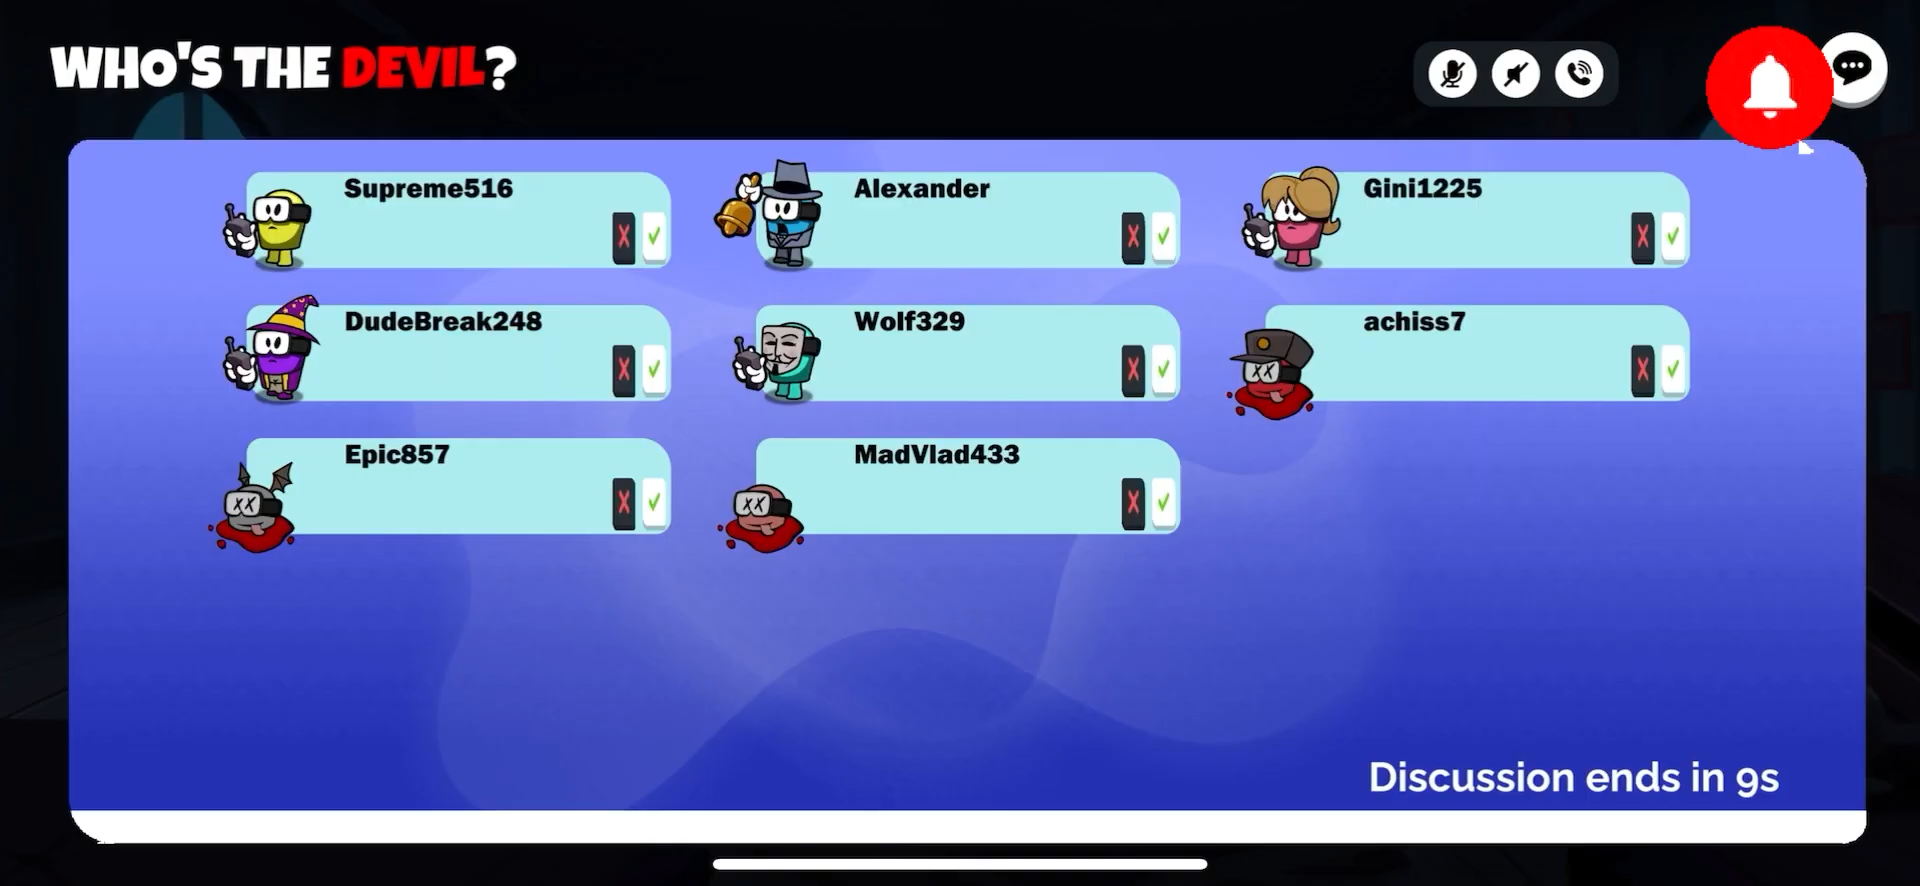 WHO'S THE DEVIL?
Supreme516
Alexander
Gini1225
DudeBreak248
Wolf329
achiss7
Epic857
MadVlad433
Discussion ends in 9s